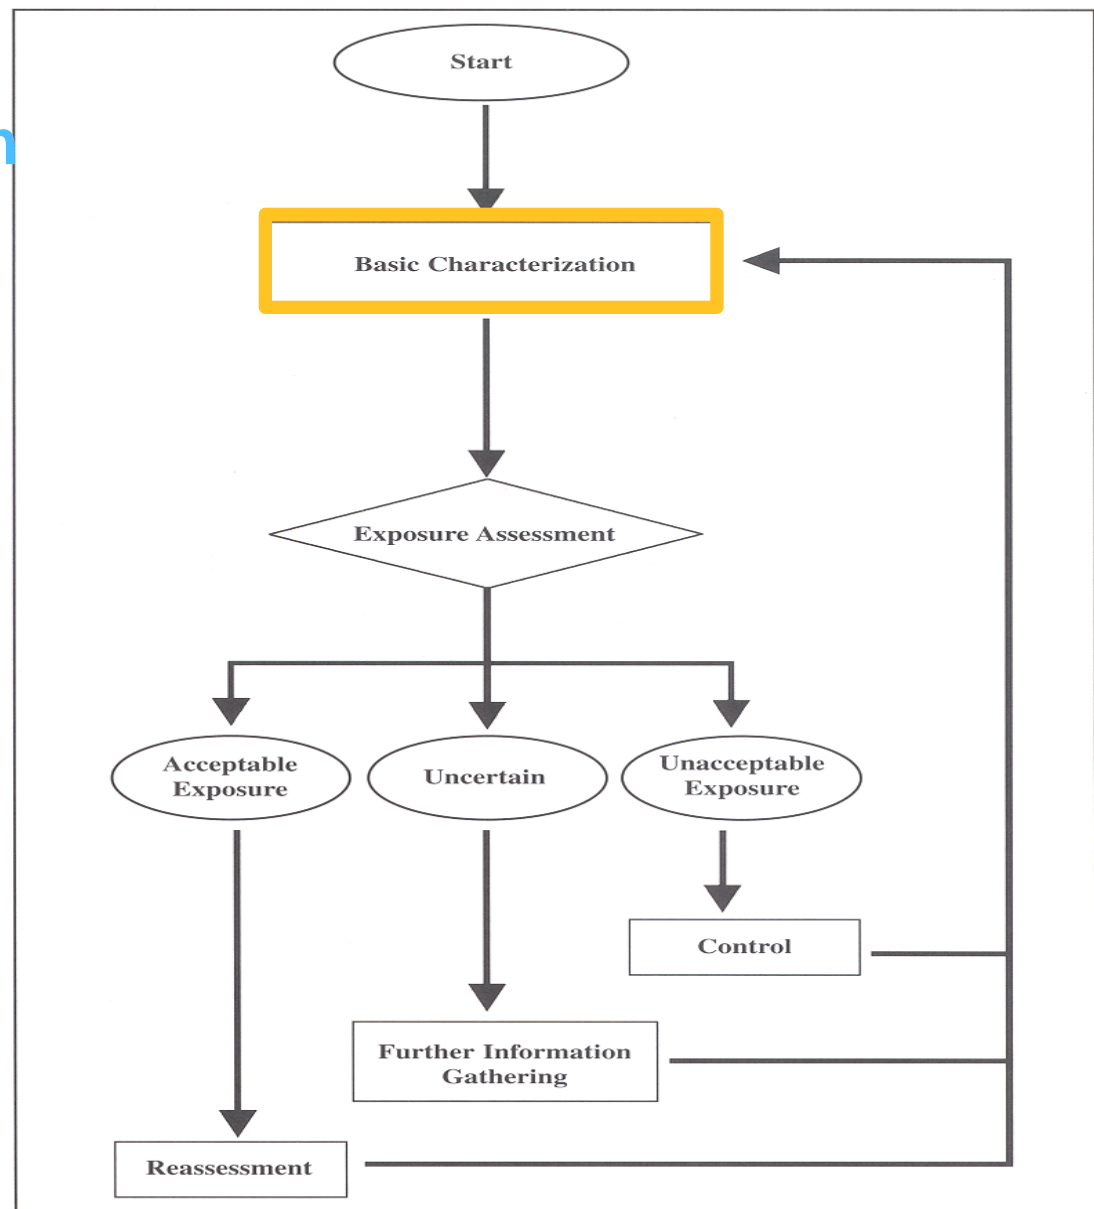 Start
n
Basic Characterization
Exposure Assessment
Acceptable
Exposure
Uncertain
Unacceptable
Exposure
Control
Further Information
Gathering
Reassessment